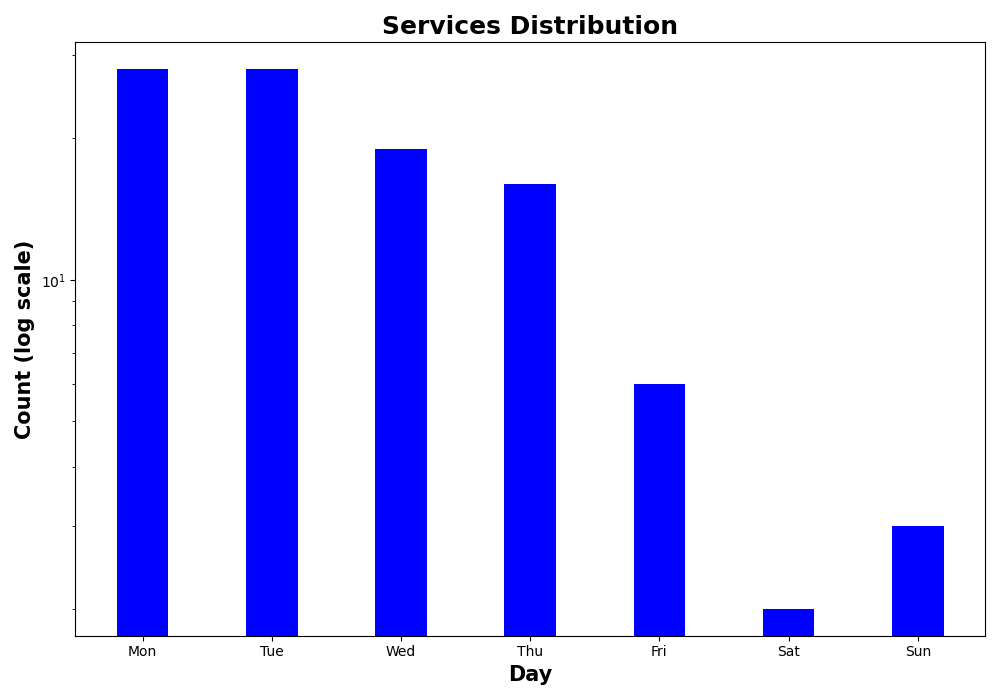 Services Distribution
Count (log scale)
10¹
Mon Tue Wed Thu Fri Sat Sun
Day